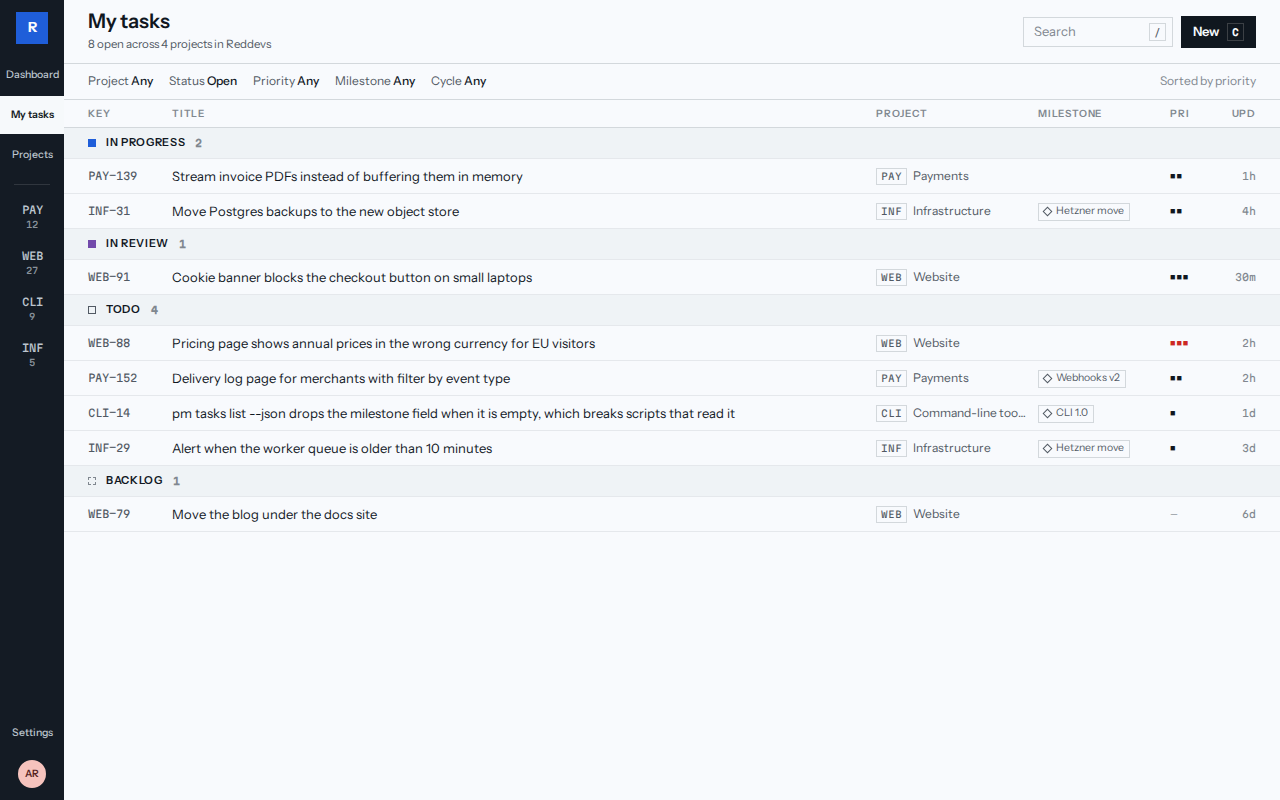 R
Dashboard
My tasks
Projects
PAY
12
WEB
27
CLI
9
INF
5
Settings
AR
My tasks
8 open across 4 projects in Reddevs
Search /
New C
Project Any Status Open Priority Any Milestone Any Cycle Any
Sorted by priority
KEY TITLE PROJECT MILESTONE PRI UPD
IN PROGRESS 2
PAY-139 Stream invoice PDFs instead of buffering them in memory PAY Payments 1h
INF-31 Move Postgres backups to the new object store INF Infrastructure Hetzner move 4h
IN REVIEW 1
WEB-91 Cookie banner blocks the checkout button on small laptops WEB Website 30m
TODO 4
WEB-88 Pricing page shows annual prices in the wrong currency for EU visitors WEB Website 2h
PAY-152 Delivery log page for merchants with filter by event type PAY Payments Webhooks v2 2h
CLI-14 pm tasks list --json drops the milestone field when it is empty, which breaks scripts that read it CLI Command-line too... CLI 1.0 1d
INF-29 Alert when the worker queue is older than 10 minutes INF Infrastructure Hetzner move 3d
BACKLOG 1
WEB-79 Move the blog under the docs site WEB Website — 6d